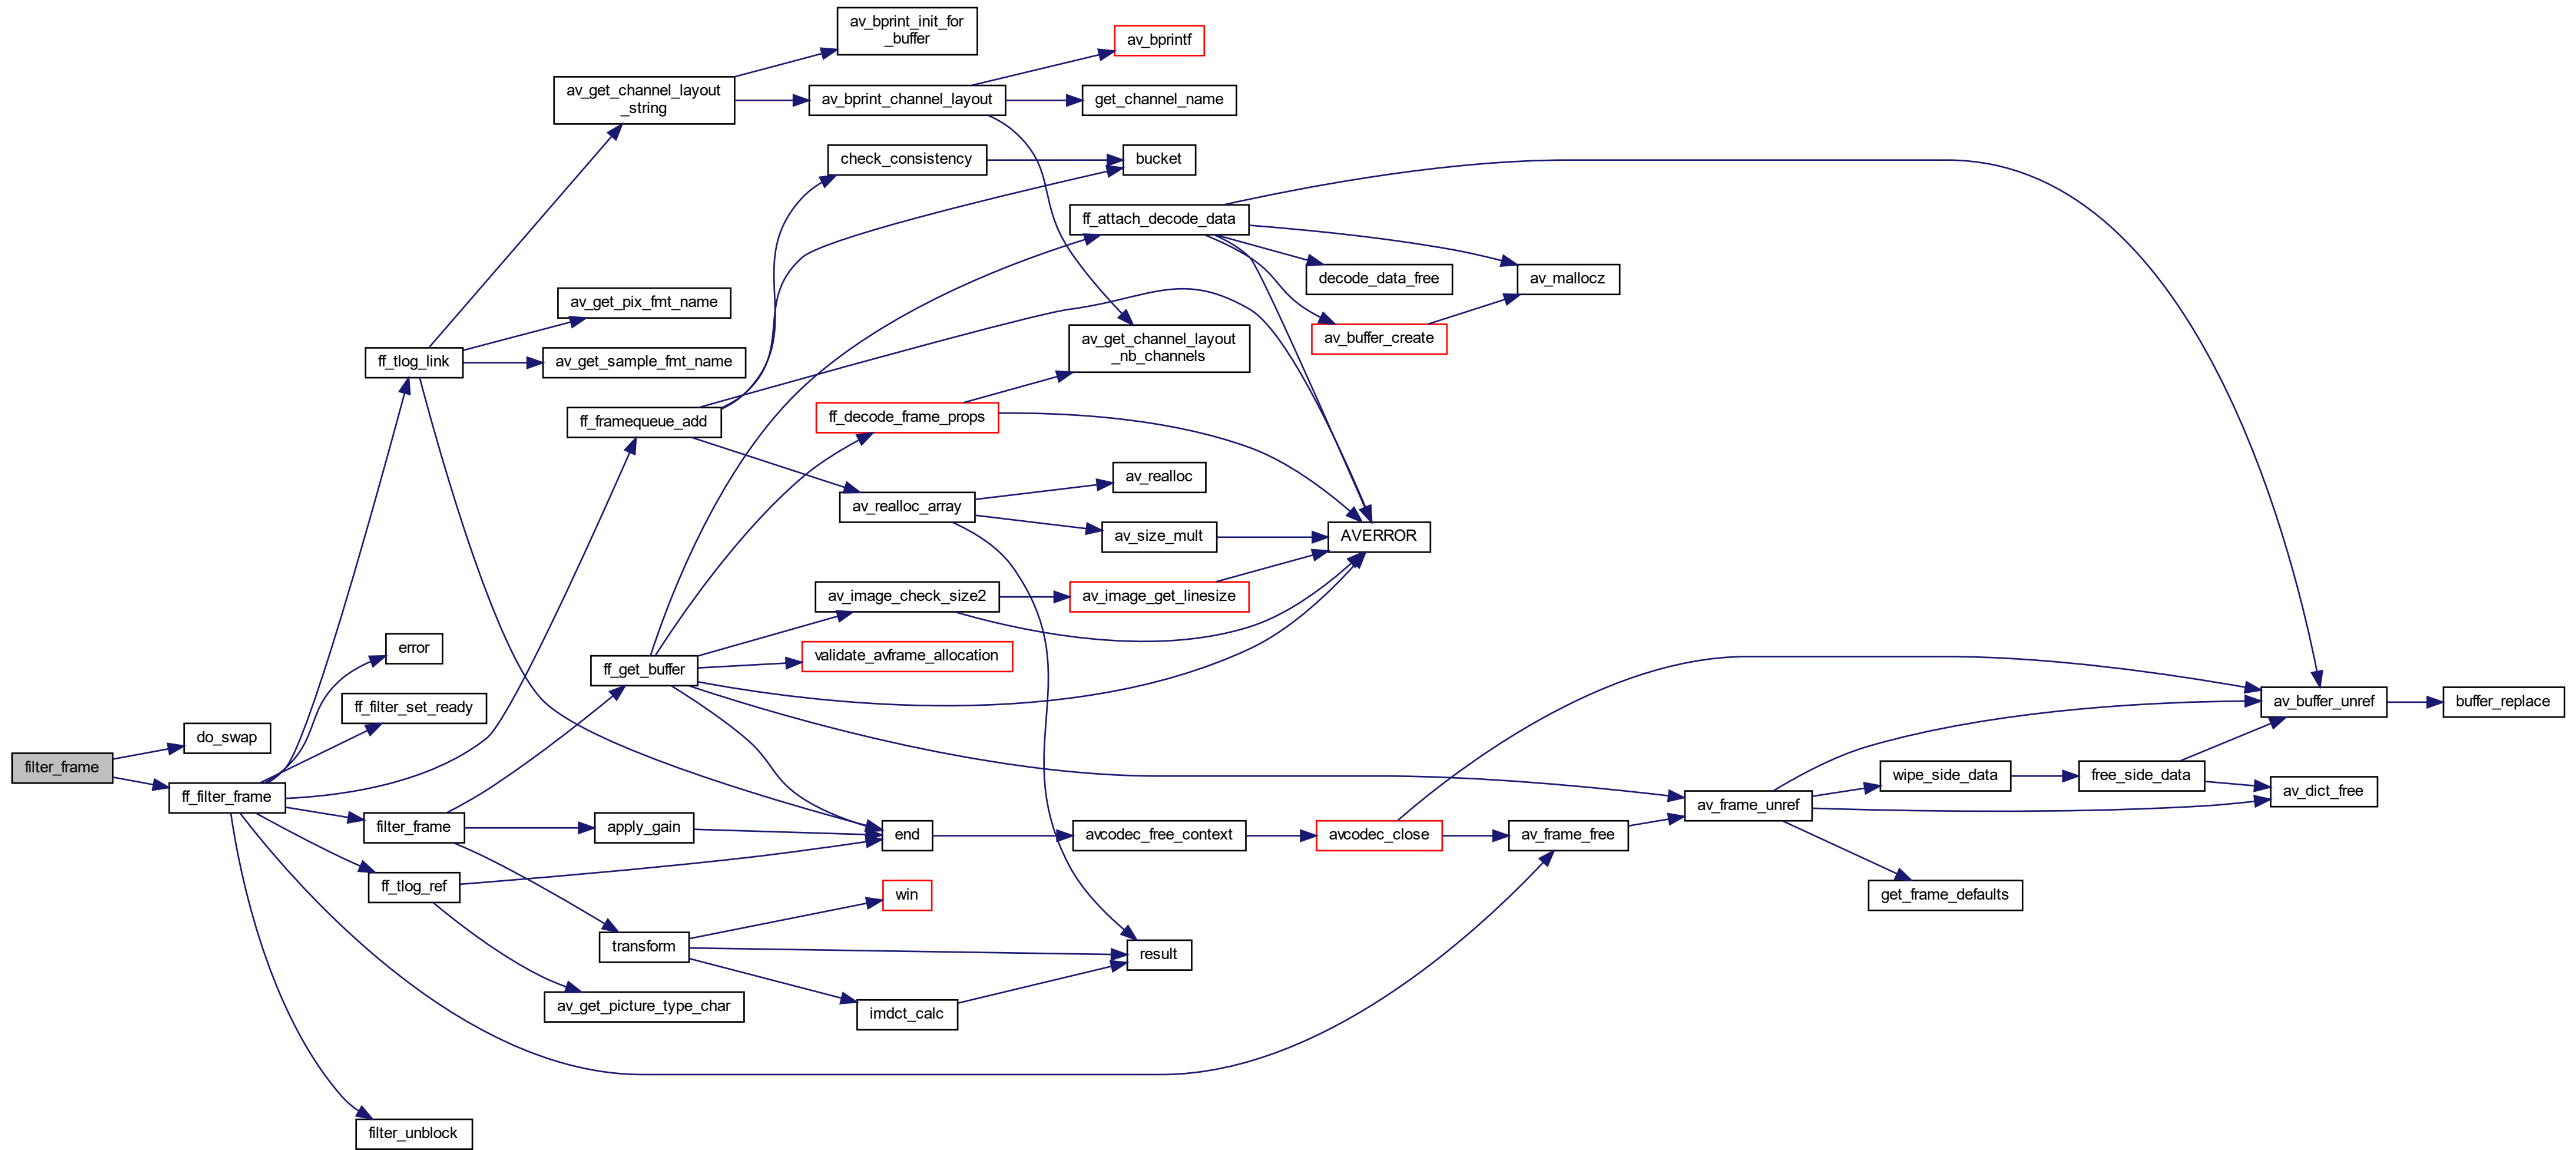 filter_frame
do_swap
ff_filter_frame
ff_tlog_link
error
ff_filter_set_ready
filter_frame
ff_tlog_ref
filter_unblock
av_get_channel_layout
_string
av_get_pix_fmt_name
av_get_sample_fmt_name
ff_framequeue_add
ff_get_buffer
apply_gain
transform
av_get_picture_type_char
av_bprint_init_for
_buffer
av_bprint_channel_layout
check_consistency
ff_decode_frame_props
av_realloc_array
av_image_check_size2
validate_avframe_allocation
end
win
imdct_calc
av_bprintf
get_channel_name
bucket
ff_attach_decode_data
av_get_channel_layout
_nb_channels
av_realloc
av_size_mult
av_image_get_linesize
avcodec_free_context
result
decode_data_free
av_buffer_create
AVERROR
avcodec_close
av_mallocz
av_frame_free
av_frame_unref
wipe_side_data
get_frame_defaults
free_side_data
av_buffer_unref
av_dict_free
buffer_replace